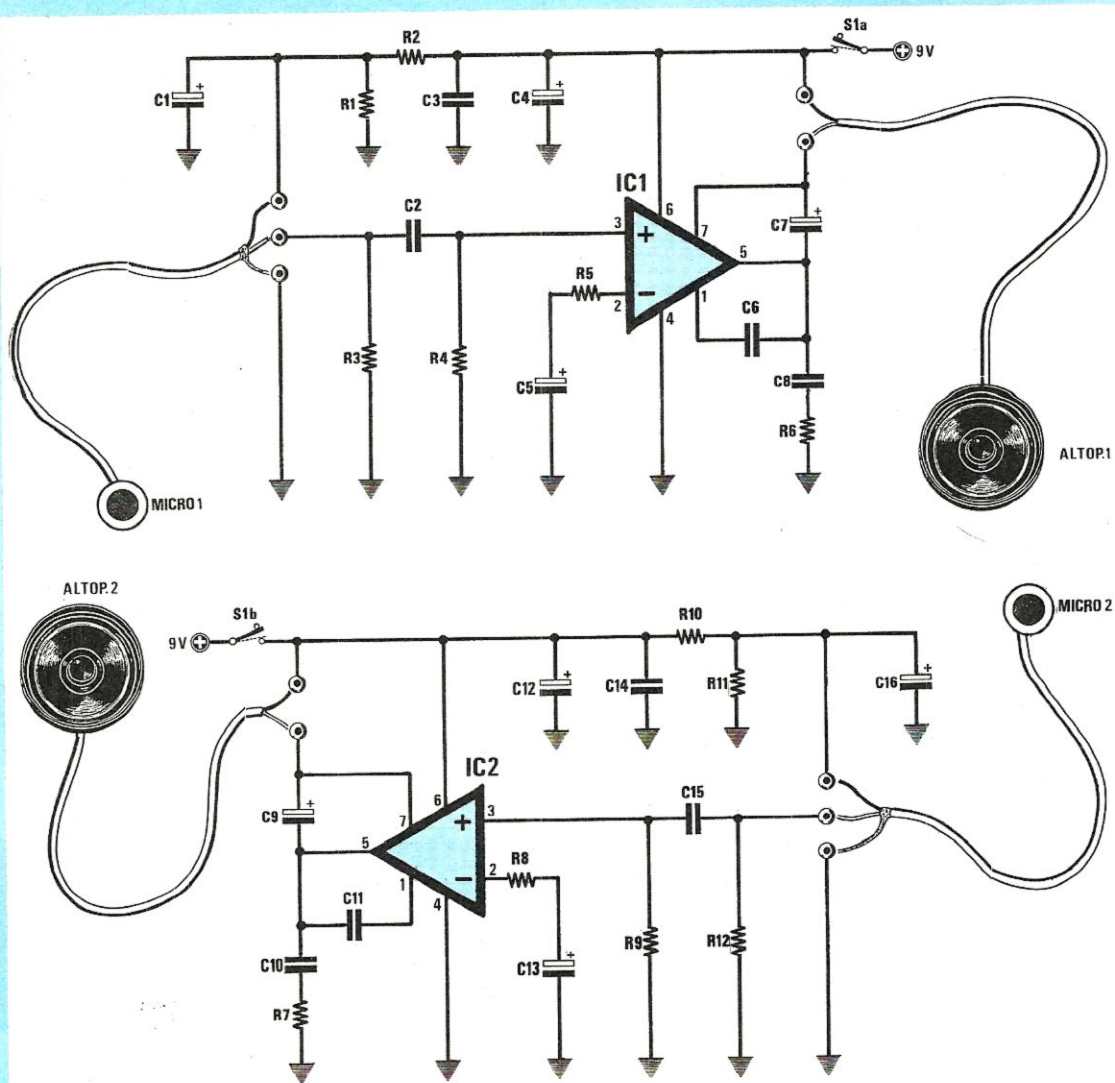 S1a
R2
9V
C1
R1
C3
C4
IC1
C2
6
3
+
7
C7
5
R5
−
2
1
4
C6
R3
R4
C5
C8
R6
ALTOP.1
MICRO 1
ALTOP.2
MICRO 2
S1b
R10
9V
C12
C14
R11
C16
IC2
C15
6
C9
7
+
3
5
R8
−
2
1
4
C11
R9
R12
C10
C13
R7